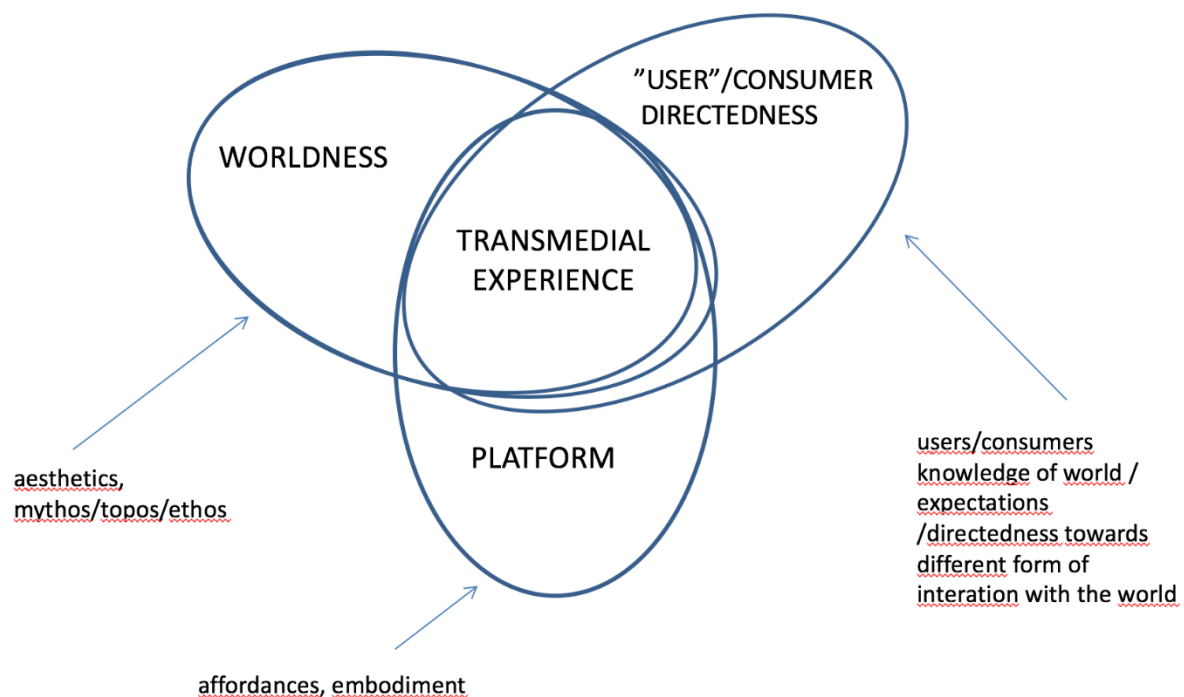 ”USER”/CONSUMER
DIRECTEDNESS
WORLDNESS
TRANSMEDIAL
EXPERIENCE
PLATFORM
aesthetics,
mythos/topos/ethos
users/consumers
knowledge of world /
expectations
/directedness towards
different form of
interation with the world
affordances, embodiment